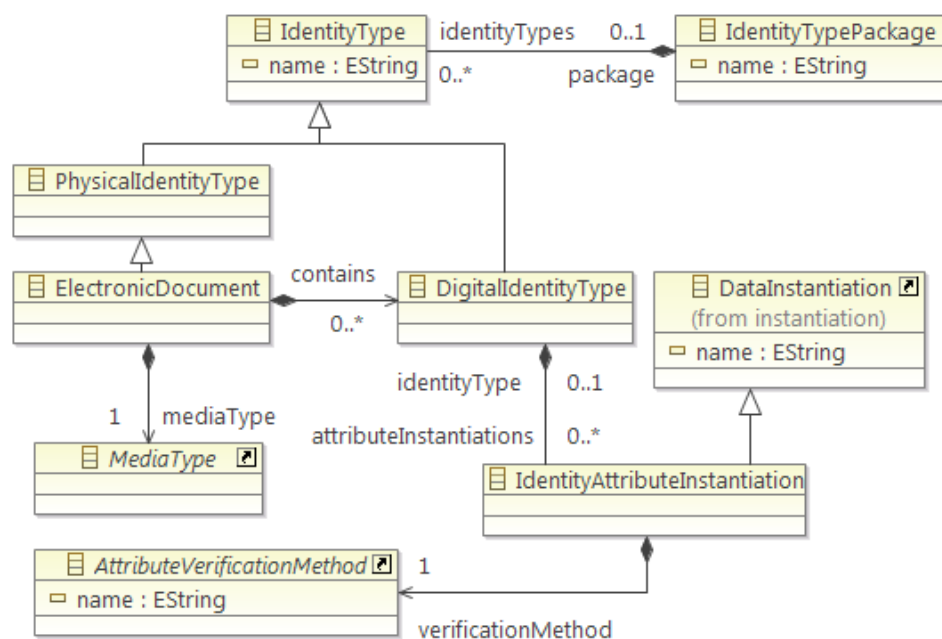 IdentityType
name : EString
identityTypes
0..1
0..*
package
IdentityTypePackage
name : EString
PhysicalIdentityType
ElectronicDocument
contains
0..*
DigitalIdentityType
DataInstantiation
(from instantiation)
name : EString
identityType
0..1
1
mediaType
attributeInstantiations
0..*
MediaType
IdentityAttributeInstantiation
AttributeVerificationMethod
name : EString
1
verificationMethod